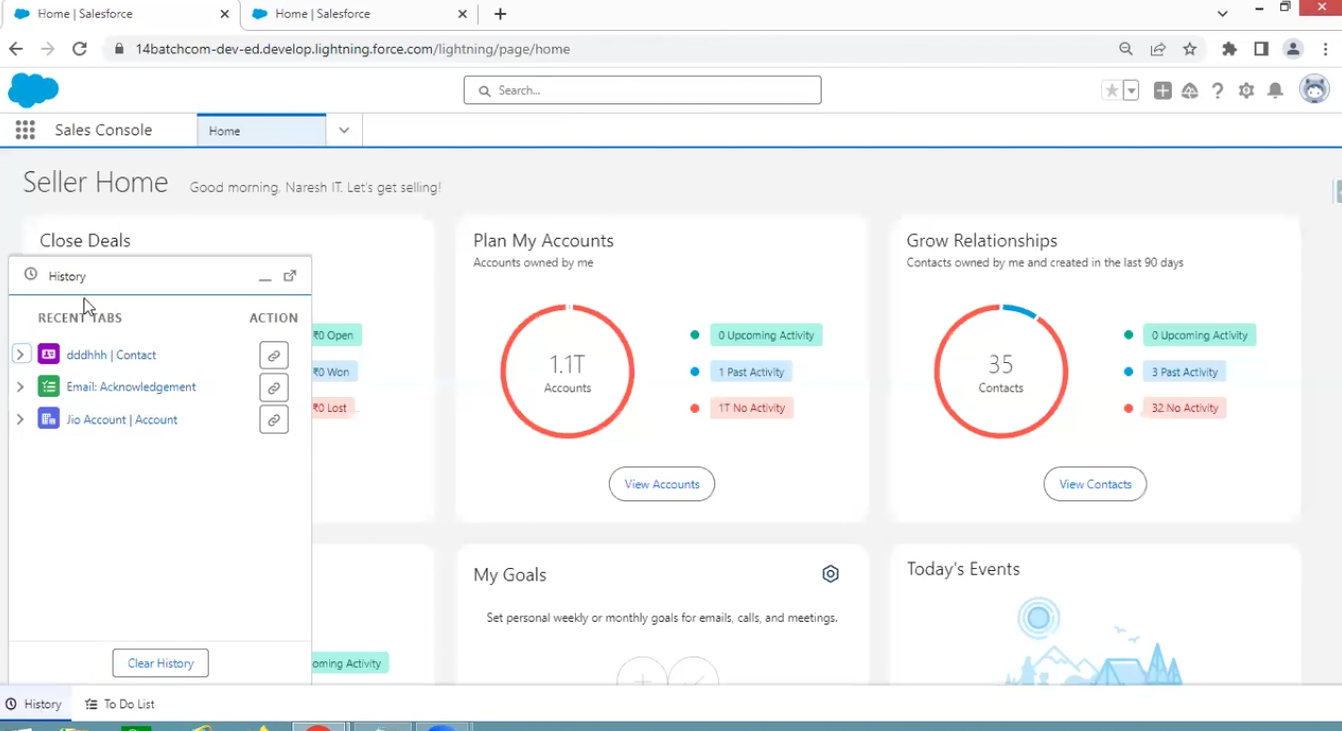 Home | Salesforce
Home | Salesforce
14batchcom-dev-ed.develop.lightning.force.com/lightning/page/home
Search...
Sales Console
Home
Seller Home
Good morning, Naresh IT. Let's get selling!
Close Deals
Plan My Accounts
Accounts owned by me
Grow Relationships
Contacts owned by me and created in the last 90 days
History
RECENT TABS
ACTION
dddhhh | Contact
Email: Acknowledgement
Jio Account | Account
Clear History
₹0 Open
₹0 Won
₹0 Lost
1.1T
Accounts
0 Upcoming Activity
1 Past Activity
1T No Activity
View Accounts
35
Contacts
0 Upcoming Activity
3 Past Activity
32 No Activity
View Contacts
oming Activity
My Goals
Set personal weekly or monthly goals for emails, calls, and meetings.
Today's Events
History
To Do List